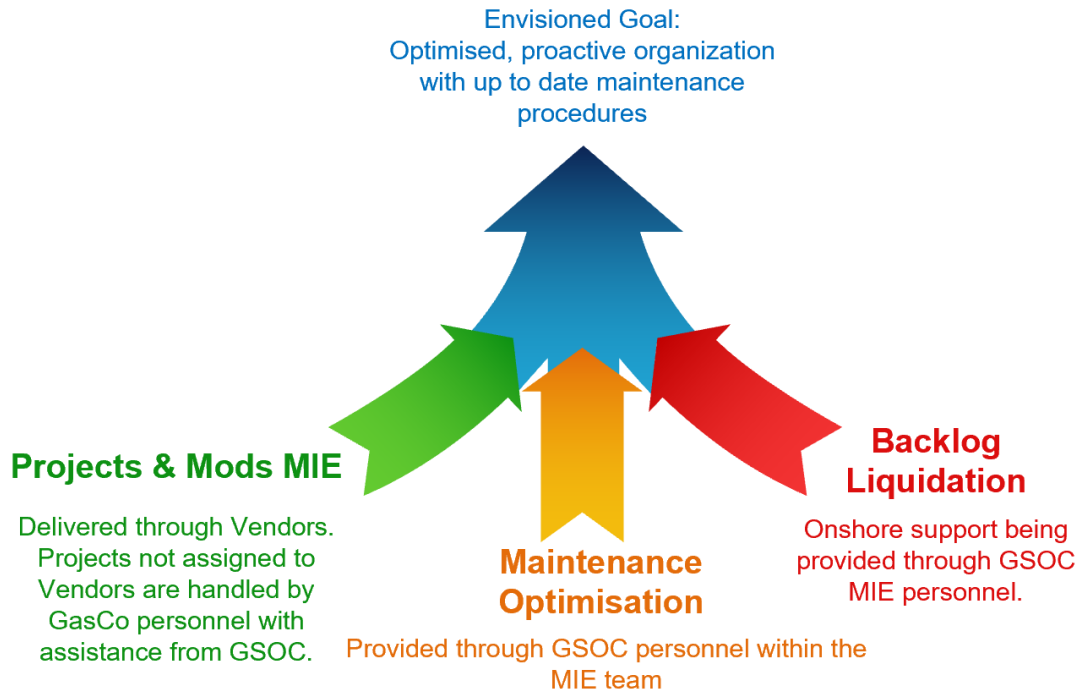 Envisioned Goal:
Optimised, proactive organization
with up to date maintenance
procedures
Projects & Mods MIE
Delivered through Vendors.
Projects not assigned to
Vendors are handled by
GasCo personnel with
assistance from GSOC.
Maintenance
Optimisation
Provided through GSOC personnel within the
MIE team
Backlog
Liquidation
Onshore support being
provided through GSOC
MIE personnel.